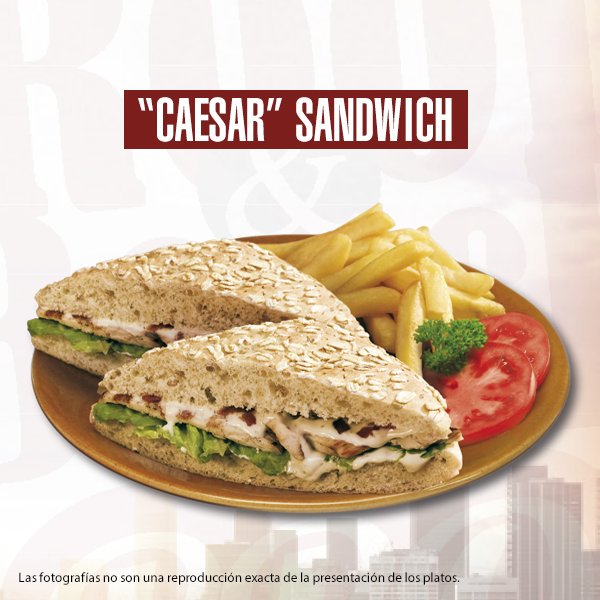 “CAESAR” SANDWICH
&
Las fotografías no son una reproducción exacta de la presentación de los platos.